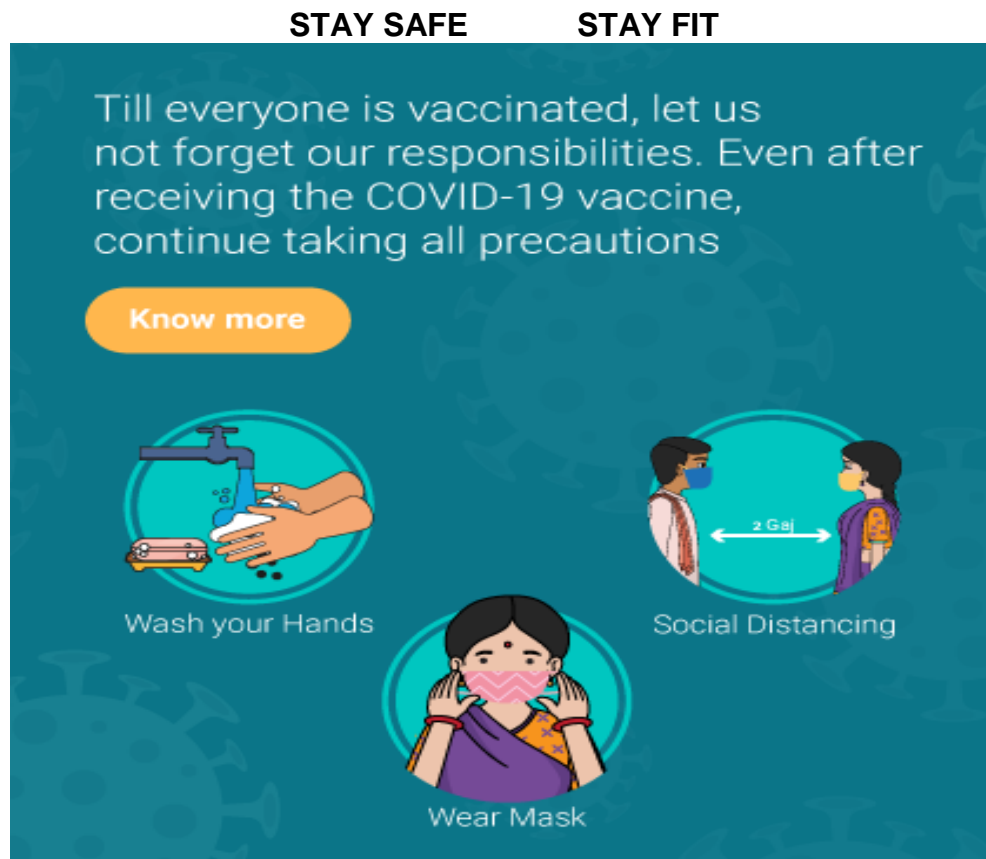 STAY SAFE STAY FIT
Till everyone is vaccinated, let us
not forget our responsibilities. Even after
receiving the COVID-19 vaccine,
continue taking all precautions
Know more
2 Gaj
Wash your Hands
Social Distancing
Wear Mask